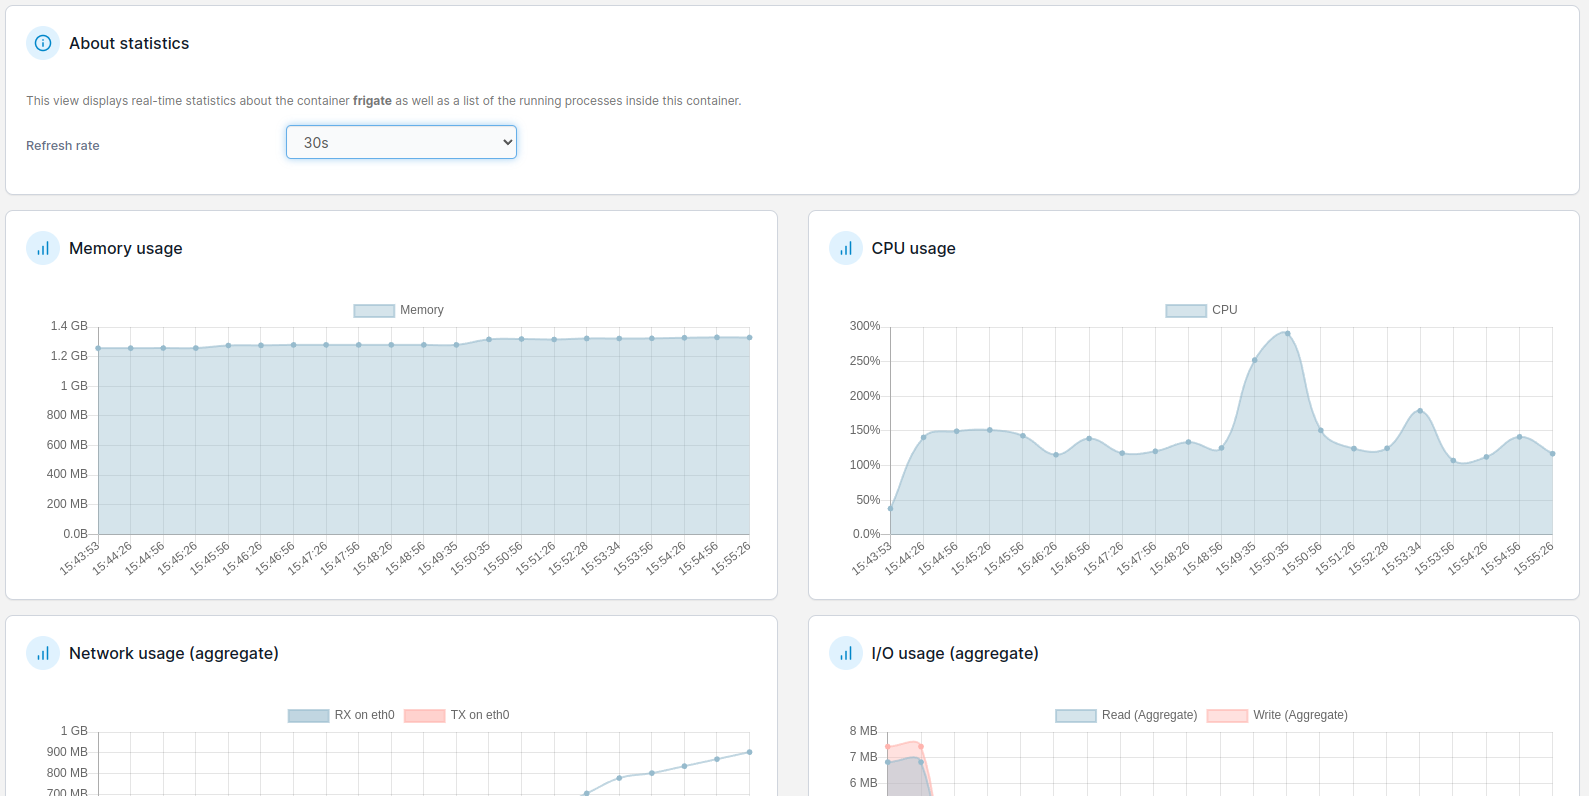 About statistics
This view displays real-time statistics about the container frigate as well as a list of the running processes inside this container.
Refresh rate
30s
Memory usage
Memory
1.4 GB
1.2 GB
1 GB
800 MB
600 MB
400 MB
200 MB
0.0B
15:43:53
15:44:26
15:44:56
15:45:26
15:45:56
15:46:26
15:46:56
15:47:26
15:47:56
15:48:26
15:48:56
15:49:35
15:50:35
15:50:56
15:51:26
15:52:28
15:53:34
15:53:56
15:54:26
15:54:56
15:55:26
CPU usage
CPU
300%
250%
200%
150%
100%
50%
0.0%
15:43:53
15:44:26
15:44:56
15:45:26
15:45:56
15:46:26
15:46:56
15:47:26
15:47:56
15:48:26
15:48:56
15:49:35
15:50:35
15:50:56
15:51:26
15:52:28
15:53:34
15:53:56
15:54:26
15:54:56
15:55:26
Network usage (aggregate)
RX on eth0
TX on eth0
1 GB
900 MB
800 MB
700 MB
I/O usage (aggregate)
Read (Aggregate)
Write (Aggregate)
8 MB
7 MB
6 MB